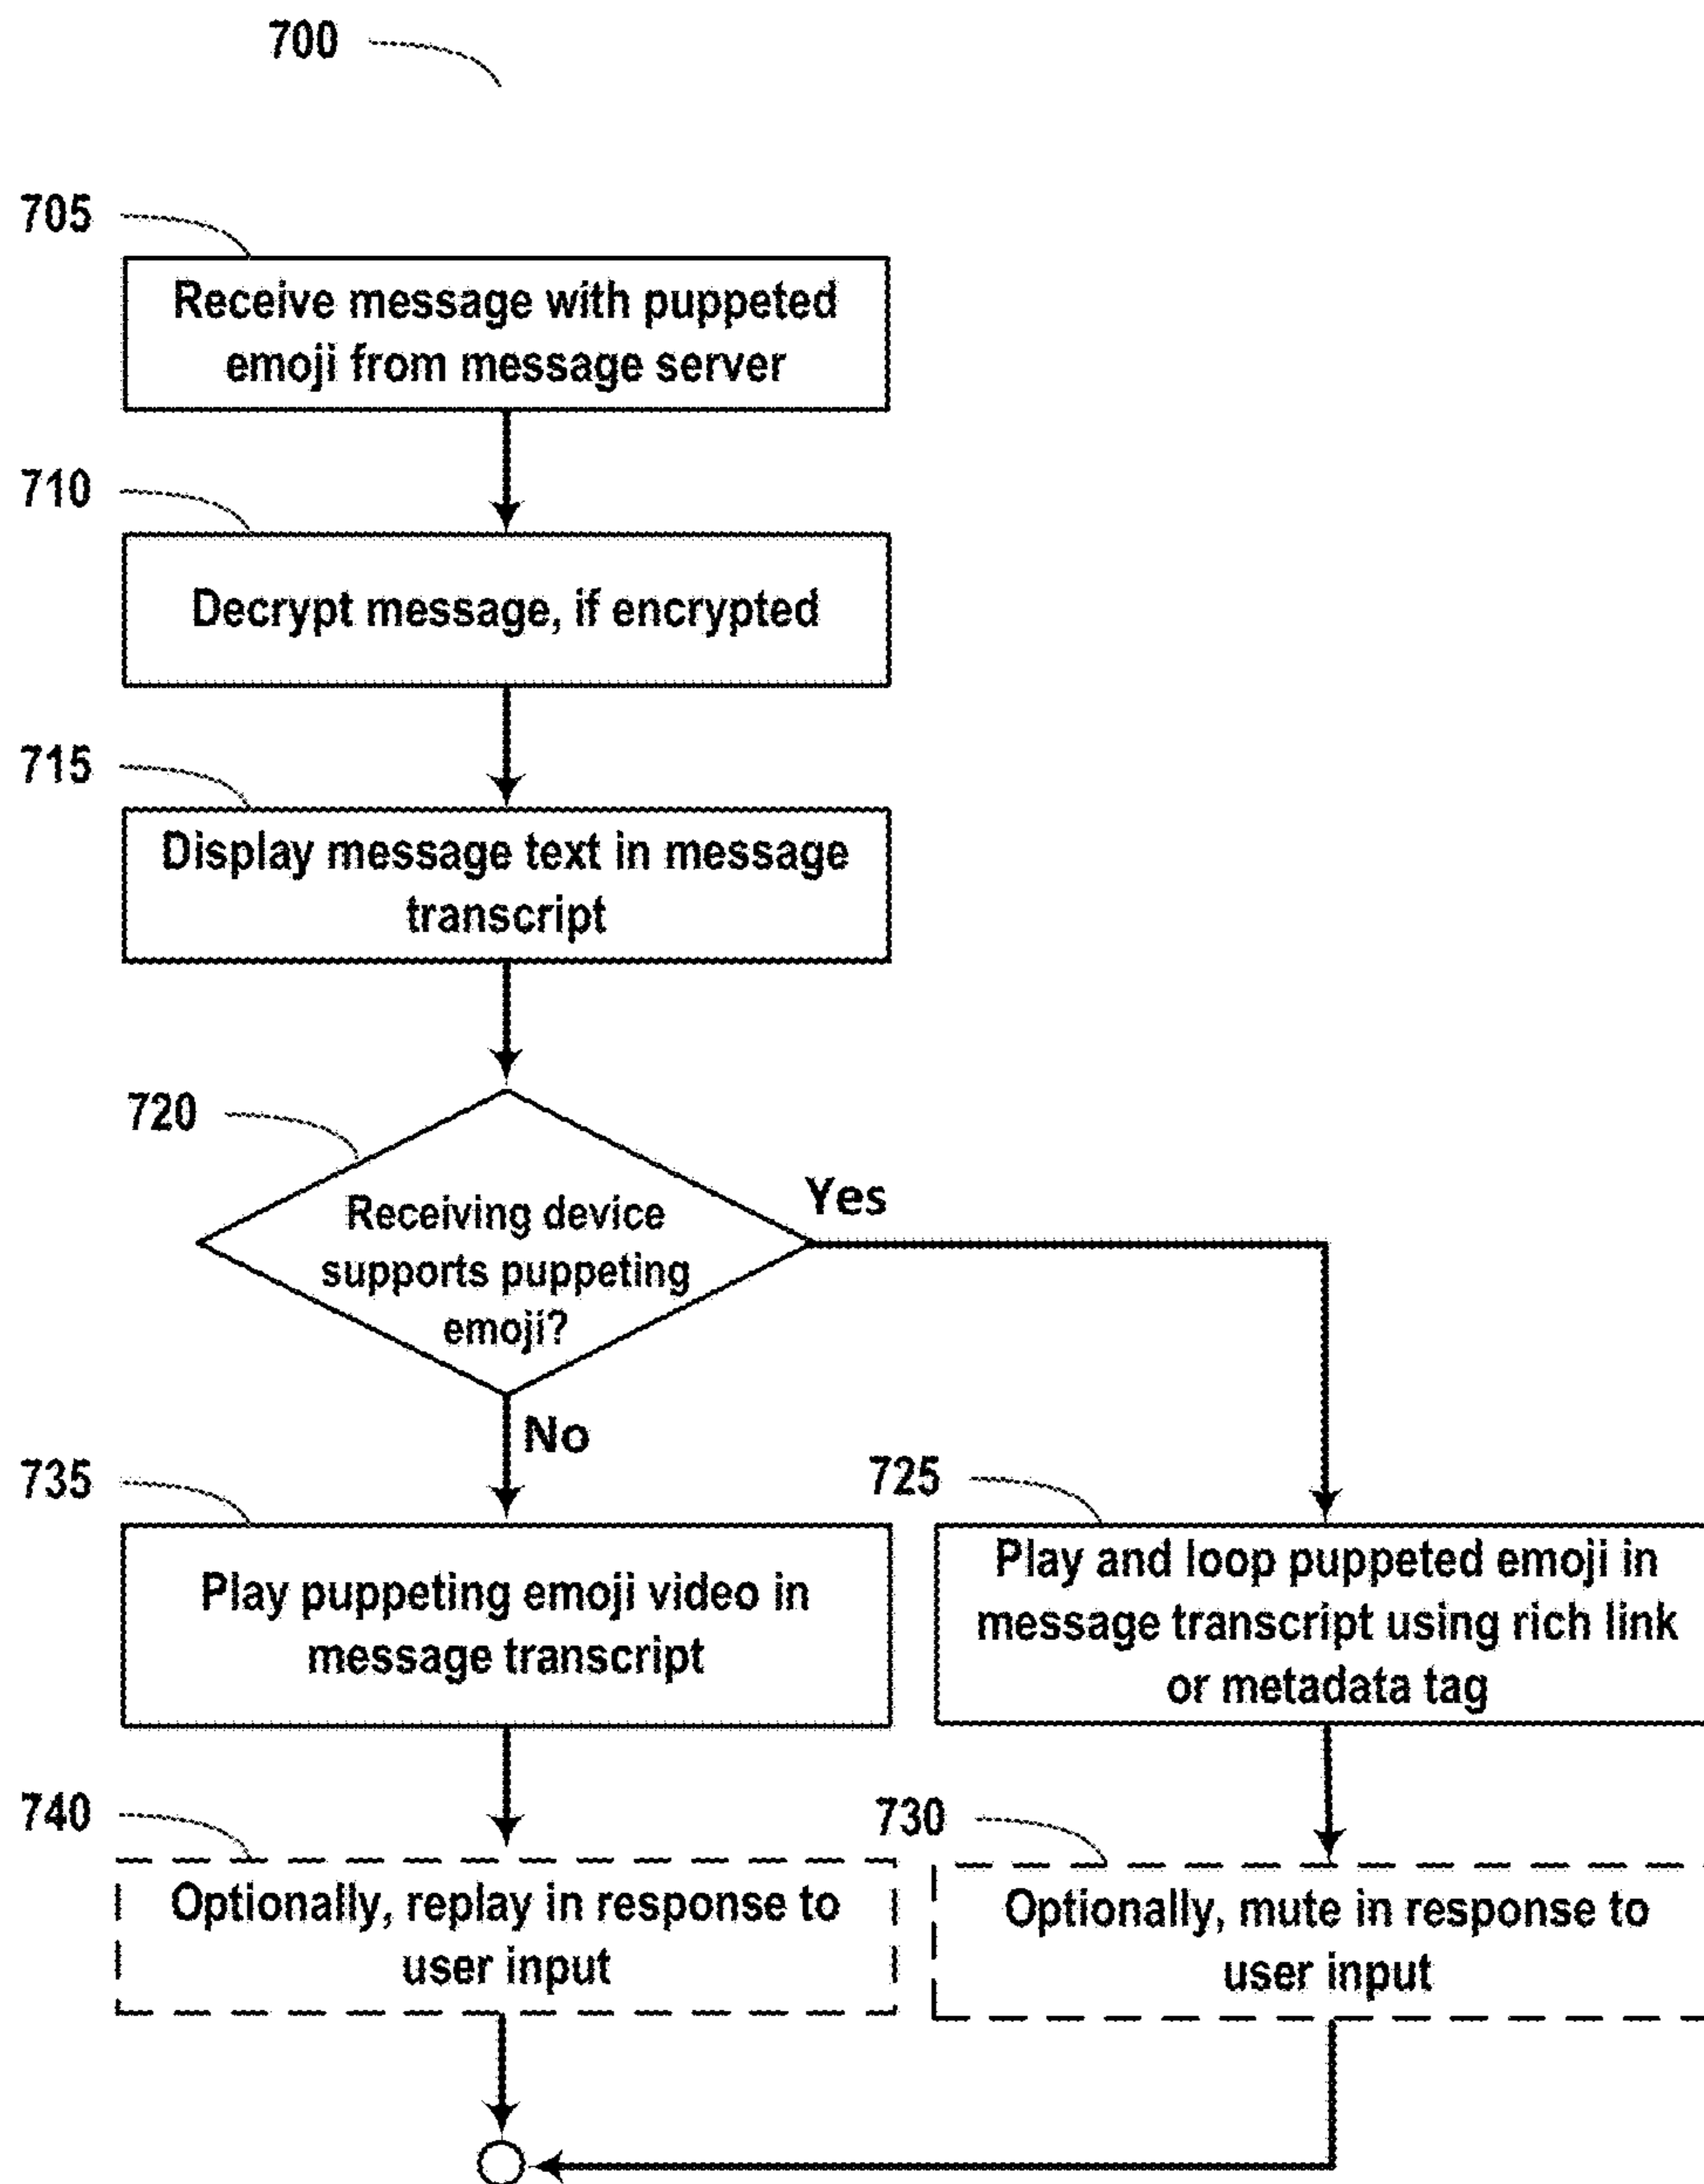 700
705
Receive message with puppeted
emoji from message server
710
Decrypt message, if encrypted
715
Display message text in message
transcript
720
Receiving device
supports puppeting
emoji?
Yes
No
735
Play puppeting emoji video in
message transcript
725
Play and loop puppeted emoji in
message transcript using rich link
or metadata tag
740
Optionally, replay in response to
user input
730
Optionally, mute in response to
user input